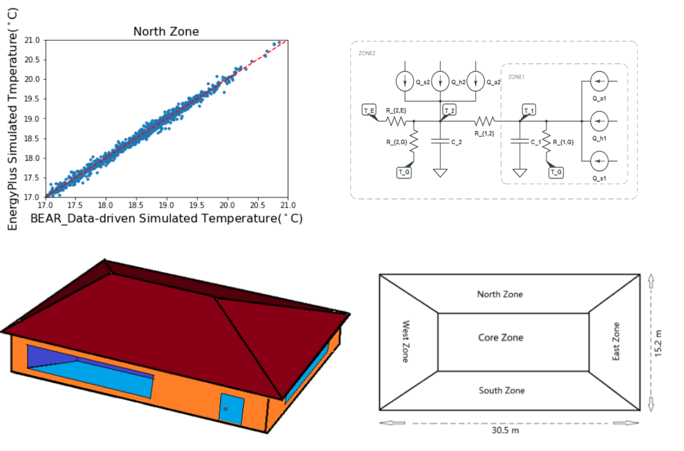 North Zone
EnergyPlus Simulated Tmperature(°C)
21.0
20.5
20.0
19.5
19.0
18.5
18.0
17.5
17.0
17.0 17.5 18.0 18.5 19.0 19.5 20.0 20.5 21.0
BEAR_Data-driven Simulated Temperature(°C)
ZONE2
ZONE1
Q_s2 Q_h2 Q_a2
Q_a1
T_E R_{2,E} T_2 R_{1,2} T_1
Q_h1
R_{2,G} C_2 C_1 R_{1,G}
T_G T_G
Q_s1
North Zone
West Zone
Core Zone
East Zone
South Zone
15.2 m
30.5 m